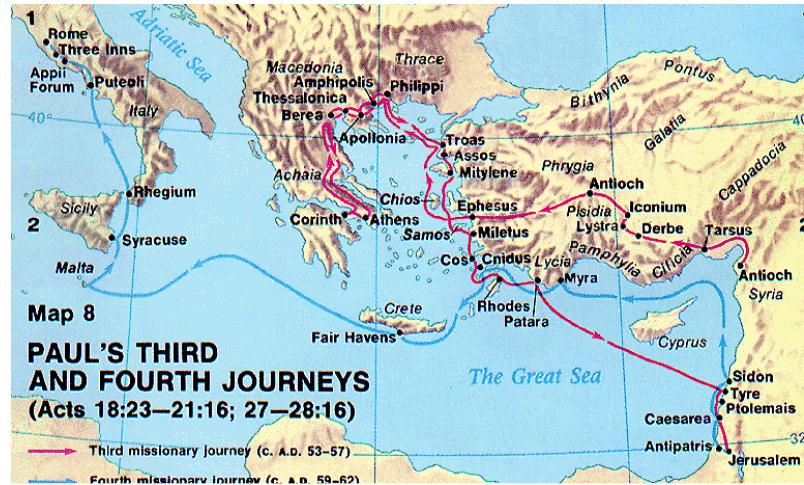 1
Rome
Three Inns
Appii
Forum
Puteoli
Adriatic Sea
Italy
40°
Macedonia
Thrace
Amphipolis
Philippi
Thessalonica
Berea
Apollonia
Bithynia
Pontus
40°
Galatia
Cappadocia
Troas
Assos
Mitylene
Phrygia
Achaia
Chios
Antioch
Rhegium
Sicily
2
Syracuse
Corinth
Athens
Ephesus
Samos
Miletus
Pisidia
Iconium
Lystra
Derbe
Tarsus
2
Malta
Cos
Cnidus
Lycia
Pamphylia
Cilicia
Antioch
Syria
Myra
Rhodes
Patara
Crete
Fair Havens
Cyprus
Map 8
PAUL'S THIRD
AND FOURTH JOURNEYS
(Acts 18:23—21:16; 27—28:16)
The Great Sea
Sidon
Tyre
Ptolemais
Caesarea
Antipatris
Jerusalem
32
Third missionary journey (c. A.D. 53–57)
Fourth missionary journey (c. A.D. 59–62)